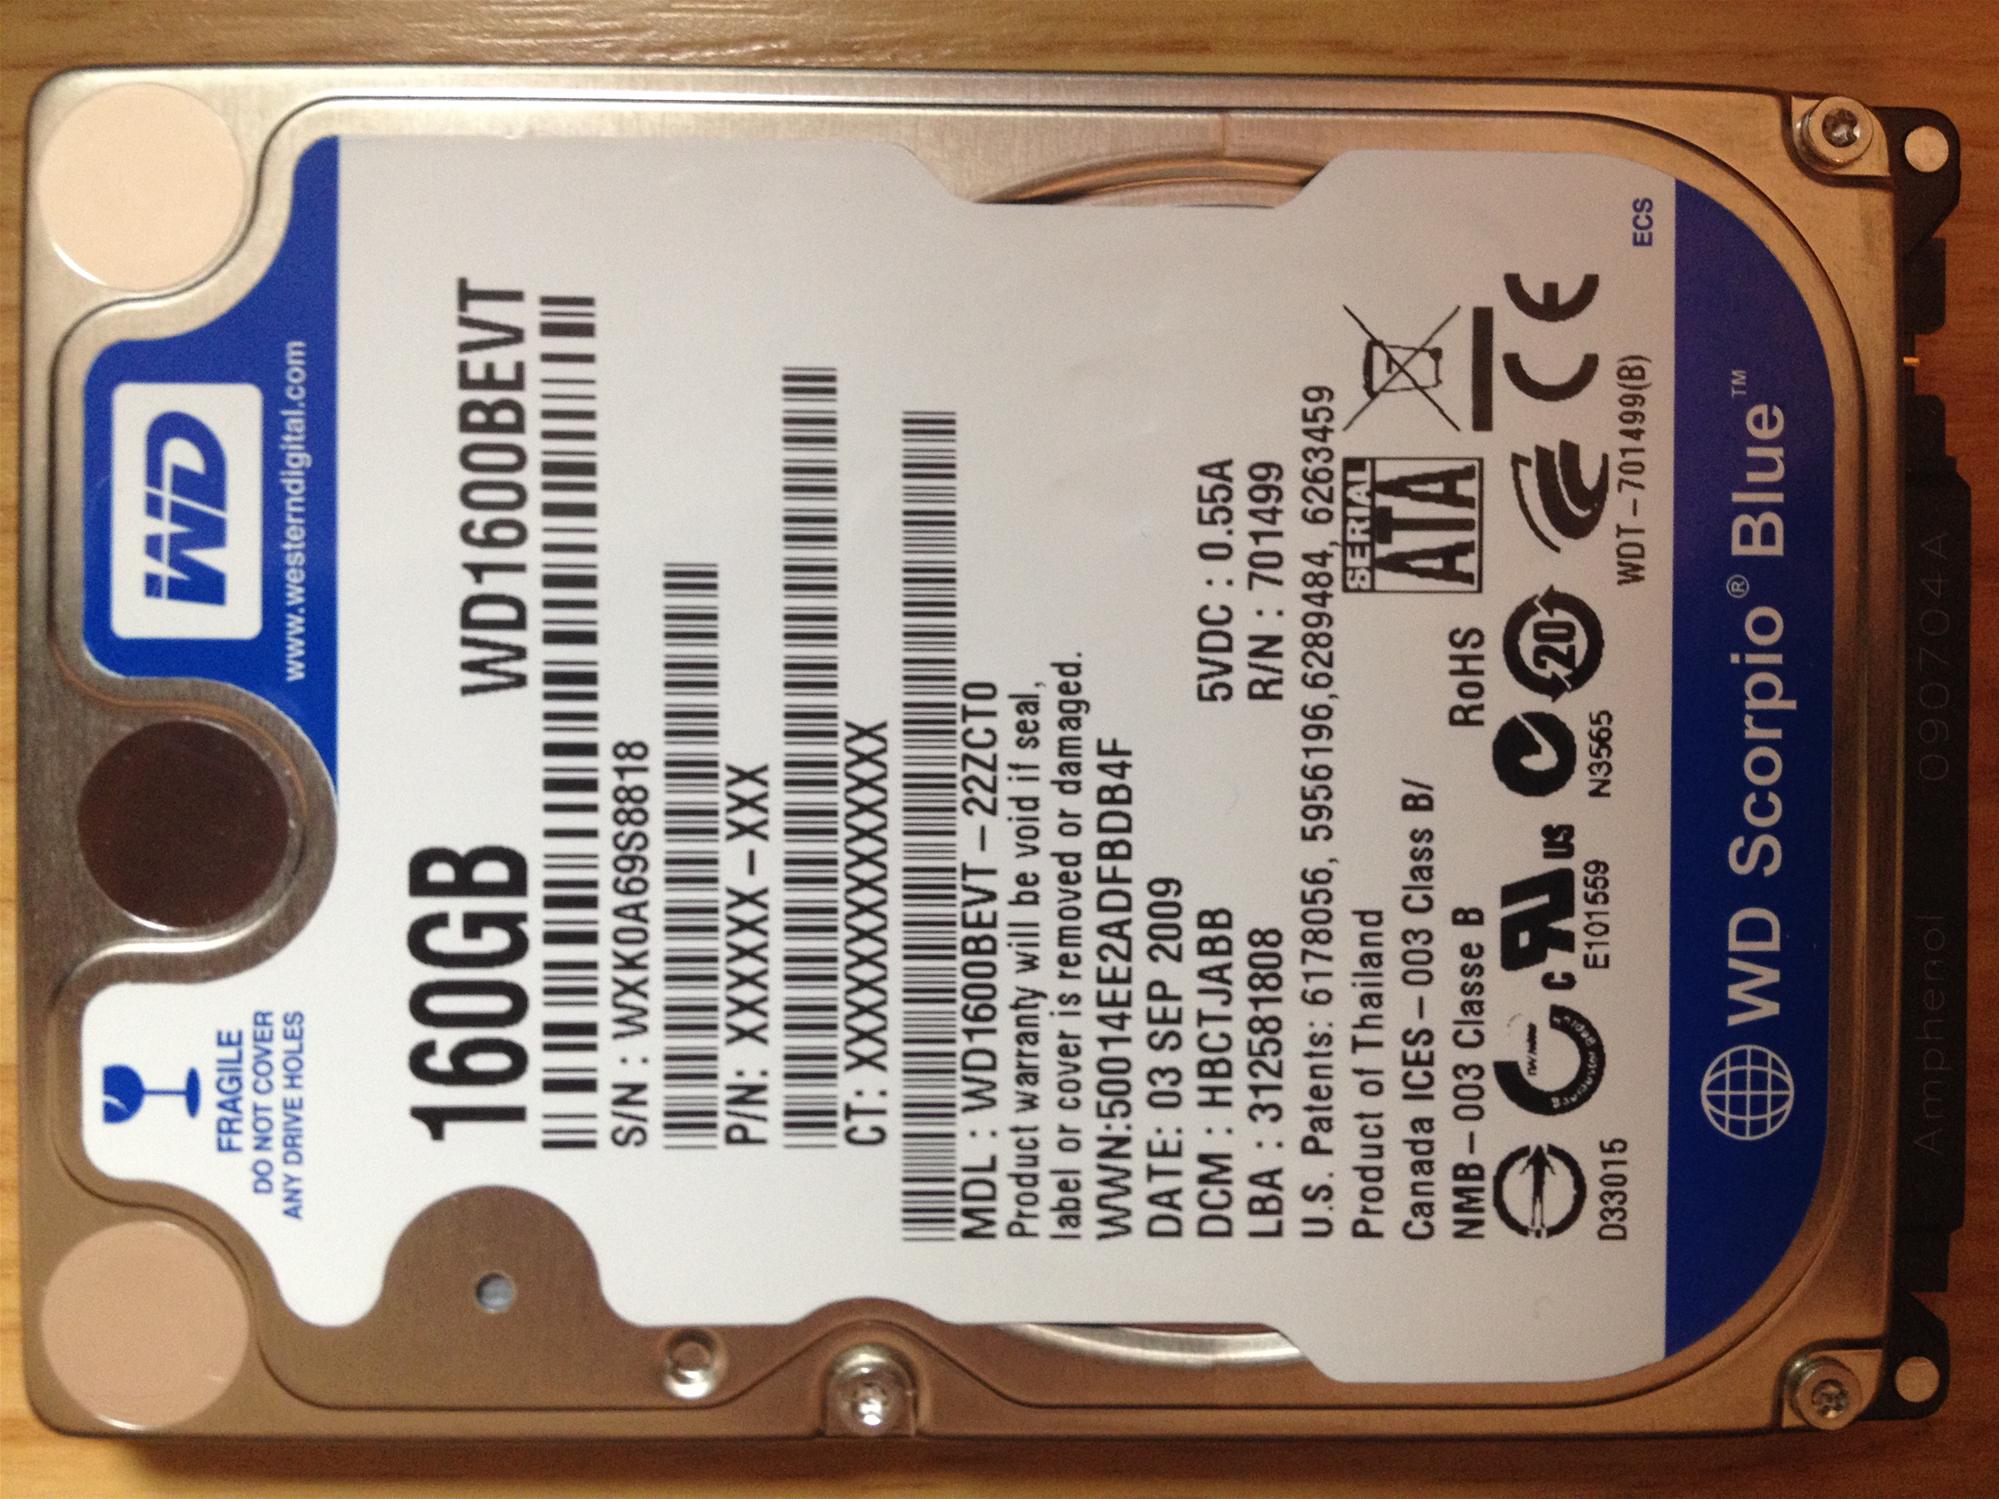 WD
www.westerndigital.com
FRAGILE
DO NOT COVER
ANY DRIVE HOLES
160GB WD1600BEVT
S/N : WXK0A69S8818
P/N: XXXXX-XXX
CT: XXXXXXXXXXXXXX
MDL : WD1600BEVT-22ZCT0
Product warranty will be void if seal,
label or cover is removed or damaged.
WWN:50014EE2ADFBDB4F
DATE: 03 SEP 2009
DCM : HBCTJABB 5VDC : 0.55A
LBA : 312581808 R/N : 701499
U.S. Patents: 6178056, 5956196,6289484, 6263459
Product of Thailand
Canada ICES-003 Class B/
NMB-003 Classe B RoHS
SERIAL
ATA
20
CE
c US
D33015 E101559 N3565 WDT-701499(B)
ECS
WD Scorpio® Blue™
Amphenol 090704A